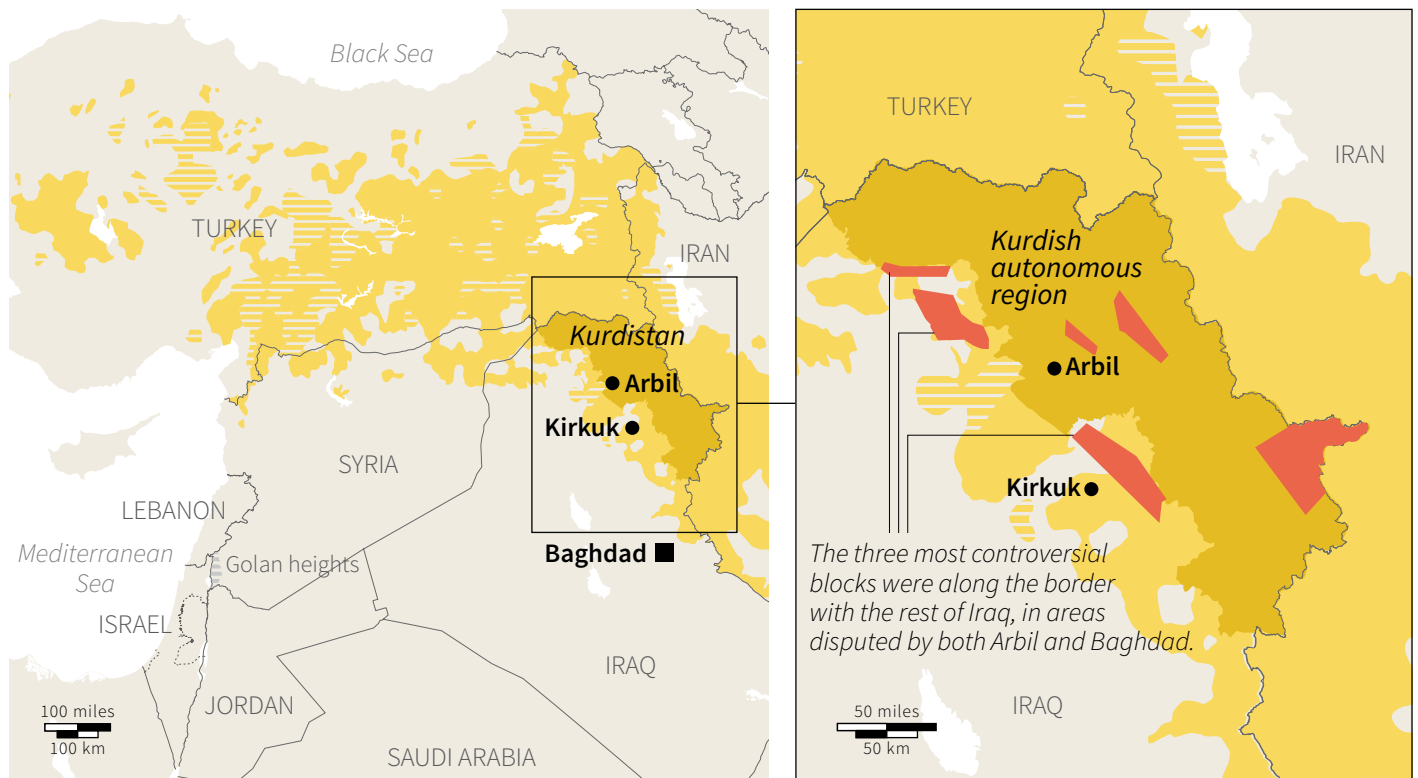 Black Sea
TURKEY
IRAN
Kurdistan
Arbil
Kirkuk
SYRIA
LEBANON
Mediterranean
Sea
Golan heights
Baghdad
ISRAEL
IRAQ
JORDAN
SAUDI ARABIA
100 miles
100 km
TURKEY
IRAN
Kurdish
autonomous
region
Arbil
Kirkuk
The three most controversial
blocks were along the border
with the rest of Iraq, in areas
disputed by both Arbil and Baghdad.
IRAQ
50 miles
50 km